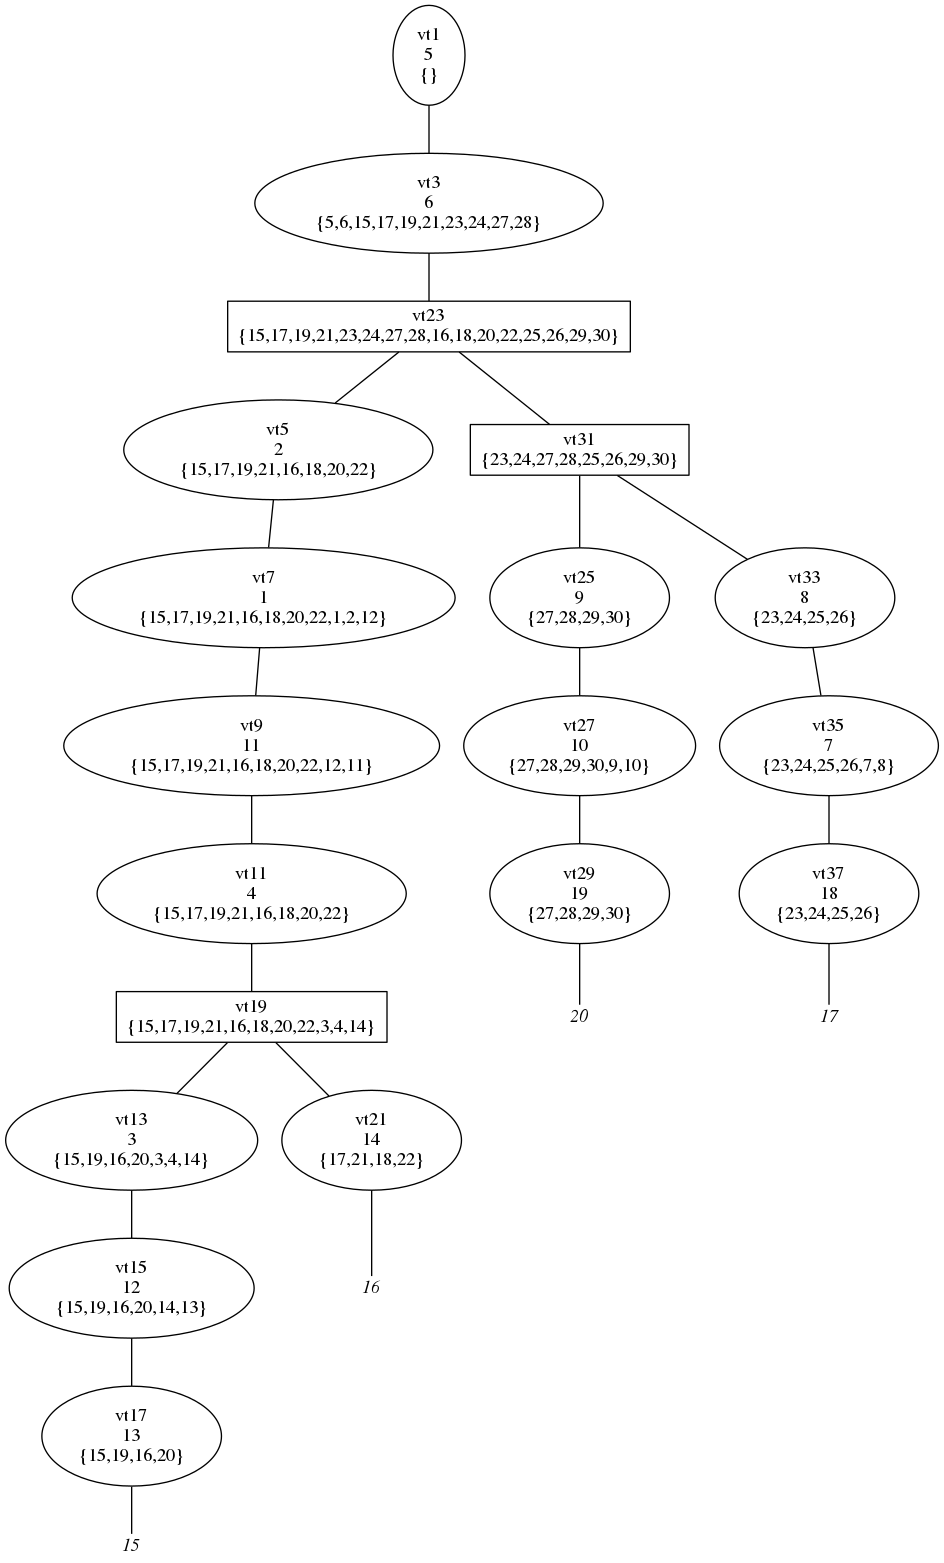 vt1
5
{}
vt3
6
{5,6,15,17,19,21,23,24,27,28}
vt23
{15,17,19,21,23,24,27,28,16,18,20,22,25,26,29,30}
vt5
2
{15,17,19,21,16,18,20,22}
vt31
{23,24,27,28,25,26,29,30}
vt7
1
{15,17,19,21,16,18,20,22,1,2,12}
vt25
9
{27,28,29,30}
vt33
8
{23,24,25,26}
vt9
11
{15,17,19,21,16,18,20,22,12,11}
vt27
10
{27,28,29,30,9,10}
vt35
7
{23,24,25,26,7,8}
vt11
4
{15,17,19,21,16,18,20,22}
vt29
19
{27,28,29,30}
vt37
18
{23,24,25,26}
vt19
{15,17,19,21,16,18,20,22,3,4,14}
20
17
vt13
3
{15,19,16,20,3,4,14}
vt21
14
{17,21,18,22}
vt15
12
{15,19,16,20,14,13}
16
vt17
13
{15,19,16,20}
15